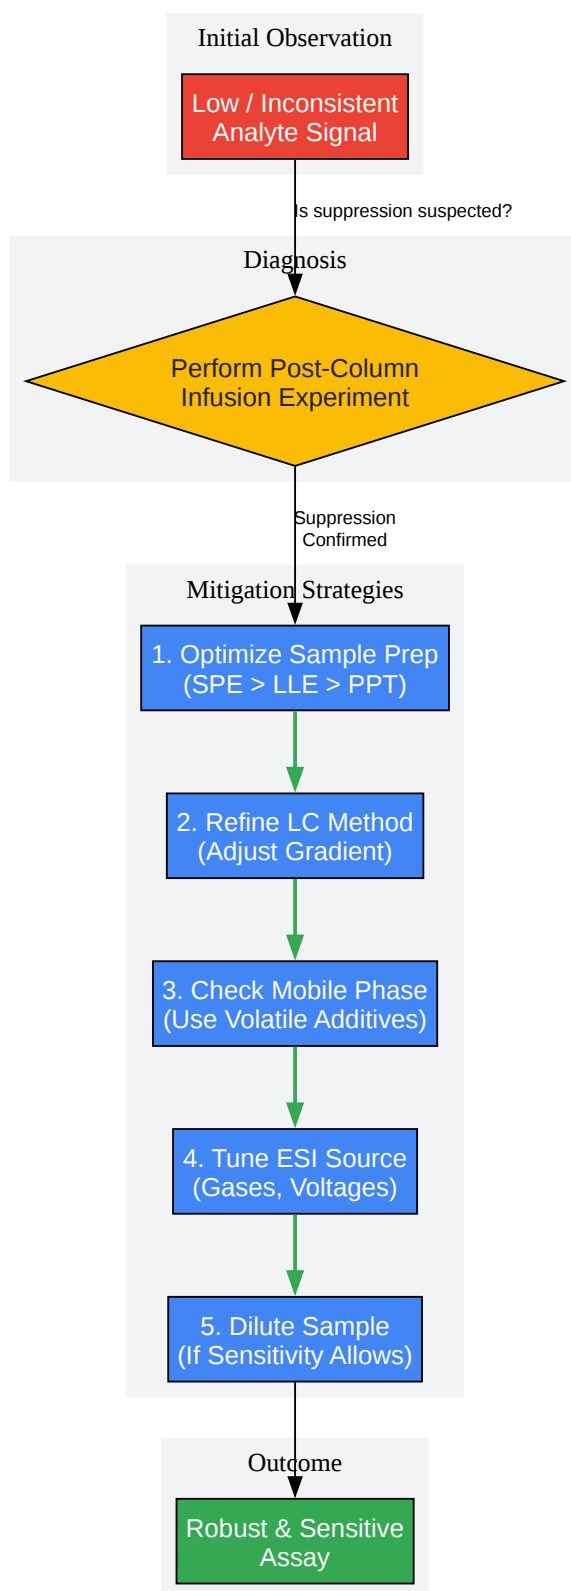 Initial Observation
Low / Inconsistent
Analyte Signal
Is suppression suspected?
Diagnosis
Perform Post-Column
Infusion Experiment
Suppression
Confirmed
Mitigation Strategies
1. Optimize Sample Prep
(SPE > LLE > PPT)
2. Refine LC Method
(Adjust Gradient)
3. Check Mobile Phase
(Use Volatile Additives)
4. Tune ESI Source
(Gases, Voltages)
5. Dilute Sample
(If Sensitivity Allows)
Outcome
Robust & Sensitive
Assay